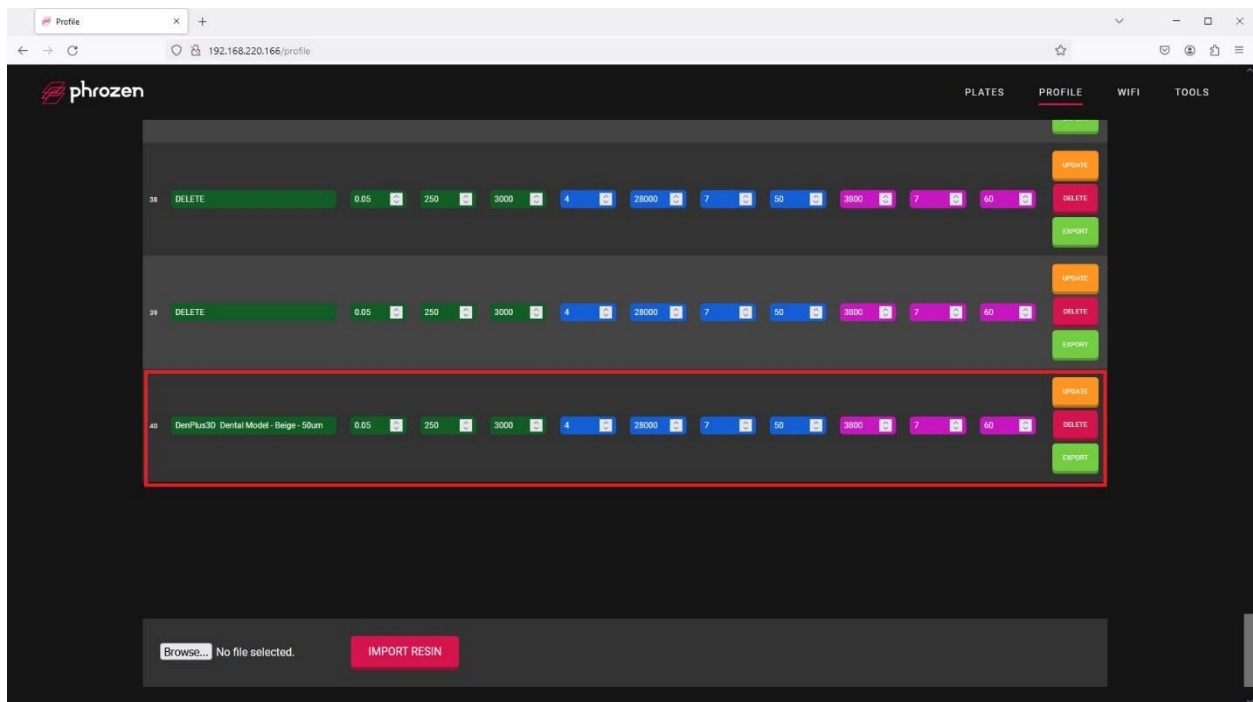 Profile
192.168.220.166/profile
phrozen
PLATES PROFILE WIFI TOOLS
UPDATE
38 DELETE 0.05 250 3000 4 28000 7 50 3800 7 60 DELETE
EXPORT
UPDATE
39 DELETE 0.05 250 3000 4 28000 7 50 3800 7 60 DELETE
EXPORT
UPDATE
40 DenPlus3D Dental Model - Beige - 50um 0.05 250 3000 4 28000 7 50 3800 7 60 DELETE
EXPORT
Browse... No file selected. IMPORT RESIN